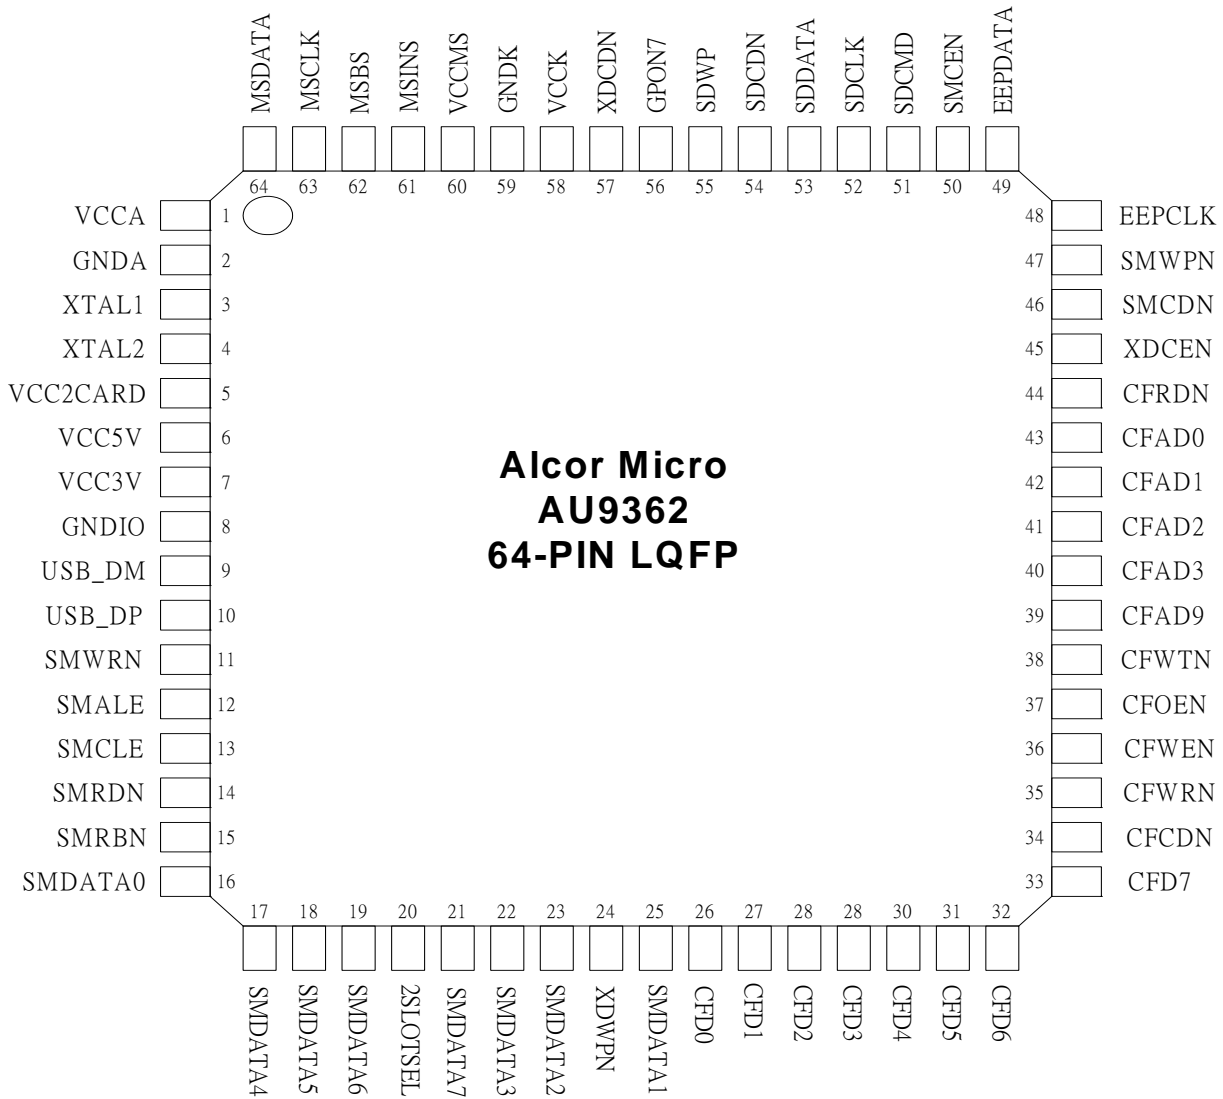 MSDATA
MSCLK
MSBS
MSINS
VCCMS
GNDK
VCCK
XDCDN
GPON7
SDWP
SDCDN
SDDATA
SDCLK
SDCMD
SMCEN
EEPDATA
64 63 62 61 60 59 58 57 56 55 54 53 52 51 50 49
VCCA 1
GNDA 2
XTAL1 3
XTAL2 4
VCC2CARD 5
VCC5V 6
VCC3V 7
GNDIO 8
USB_DM 9
USB_DP 10
SMWRN 11
SMALE 12
SMCLE 13
SMRDN 14
SMRBN 15
SMDATA0 16
Alcor Micro
AU9362
64-PIN LQFP
48 EEPCLK
47 SMWPN
46 SMCDN
45 XDCEN
44 CFRDN
43 CFAD0
42 CFAD1
41 CFAD2
40 CFAD3
39 CFAD9
38 CFWTN
37 CFOEN
36 CFWEN
35 CFWRN
34 CFCDN
33 CFD7
17 18 19 20 21 22 23 24 25 26 27 28 28 30 31 32
SMDATA4
SMDATA5
SMDATA6
2SLOTSEL
SMDATA7
SMDATA3
SMDATA2
XDWPN
SMDATA1
CFD0
CFD1
CFD2
CFD3
CFD4
CFD5
CFD6